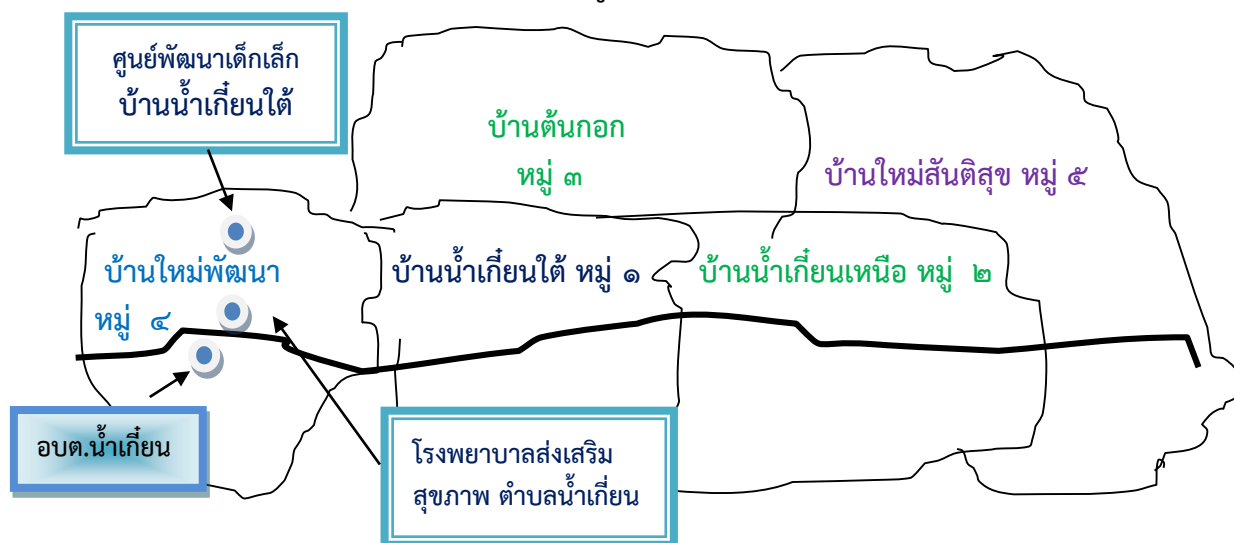 ศูนย์พัฒนาเด็กเล็ก
บ้านน้ำเกี๋ยนใต้
บ้านต้นกอก
หมู่ ๓
บ้านใหม่สันติสุข หมู่ ๕
บ้านใหม่พัฒนา
หมู่ ๔
บ้านน้ำเกี๋ยนใต้ หมู่ ๑
บ้านน้ำเกี๋ยนเหนือ หมู่ ๒
อบต.น้ำเกี๋ยน
โรงพยาบาลส่งเสริม
สุขภาพ ตำบลน้ำเกี่ยน